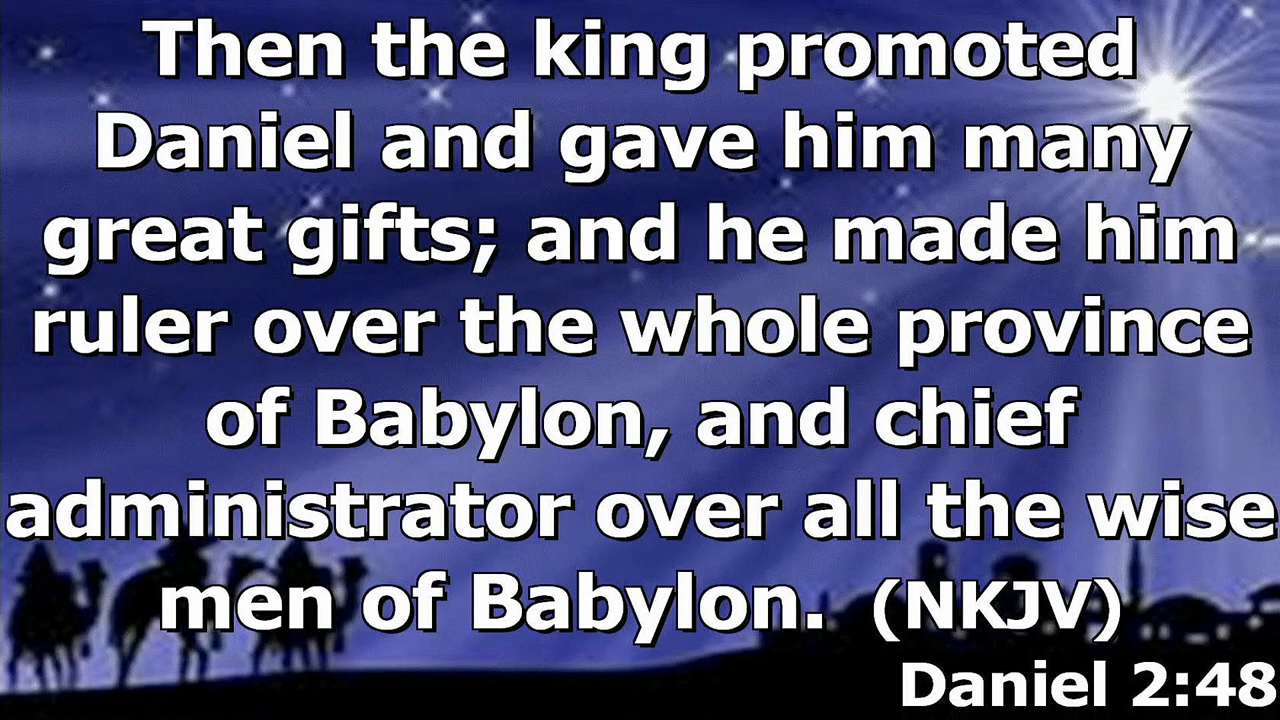 Then the king promoted
Daniel and gave him many
great gifts; and he made him
ruler over the whole province
of Babylon, and chief
administrator over all the wise
men of Babylon. (NKJV)
Daniel 2:48